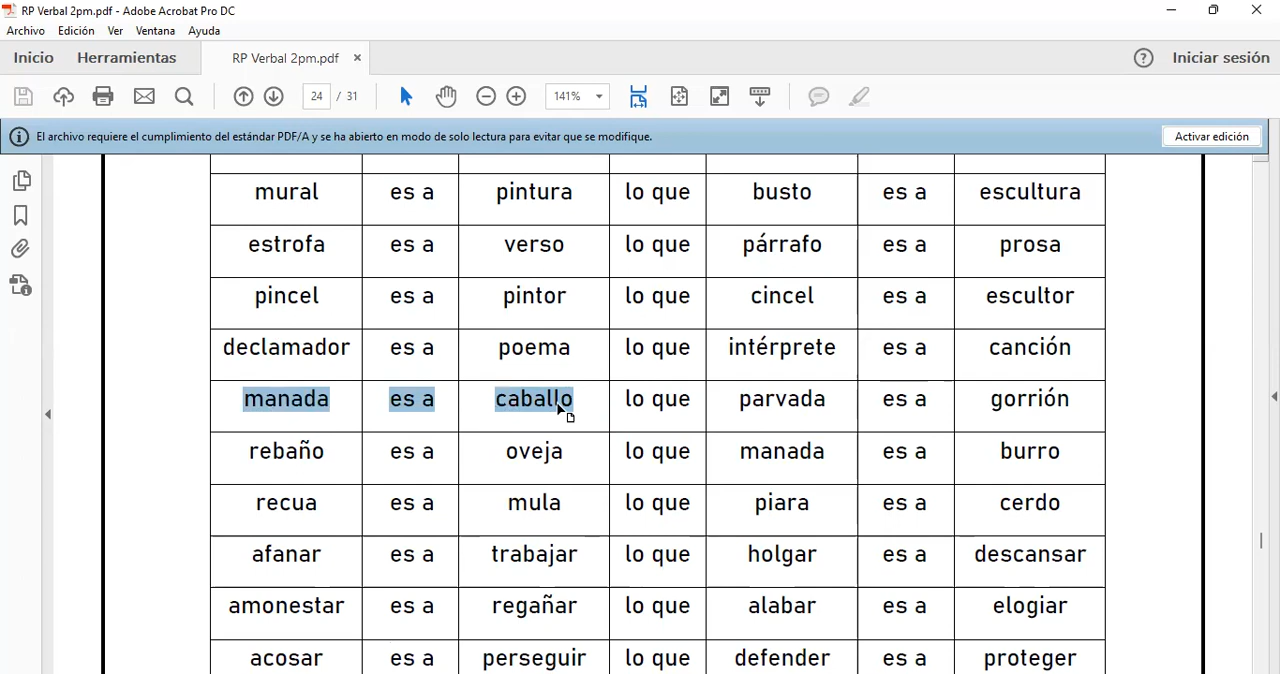 RP Verbal 2pm.pdf - Adobe Acrobat Pro DC
Archivo Edición Ver Ventana Ayuda
Inicio Herramientas RP Verbal 2pm.pdf × Iniciar sesión
24 / 31 141%
El archivo requiere el cumplimiento del estándar PDF/A y se ha abierto en modo de solo lectura para evitar que se modifique. Activar edición
mural es a pintura lo que busto es a escultura
estrofa es a verso lo que párrafo es a prosa
pincel es a pintor lo que cincel es a escultor
declamador es a poema lo que intérprete es a canción
manada es a caballo lo que parvada es a gorrión
rebaño es a oveja lo que manada es a burro
recua es a mula lo que piara es a cerdo
afanar es a trabajar lo que holgar es a descansar
amonestar es a regañar lo que alabar es a elogiar
acosar es a perseguir lo que defender es a proteger